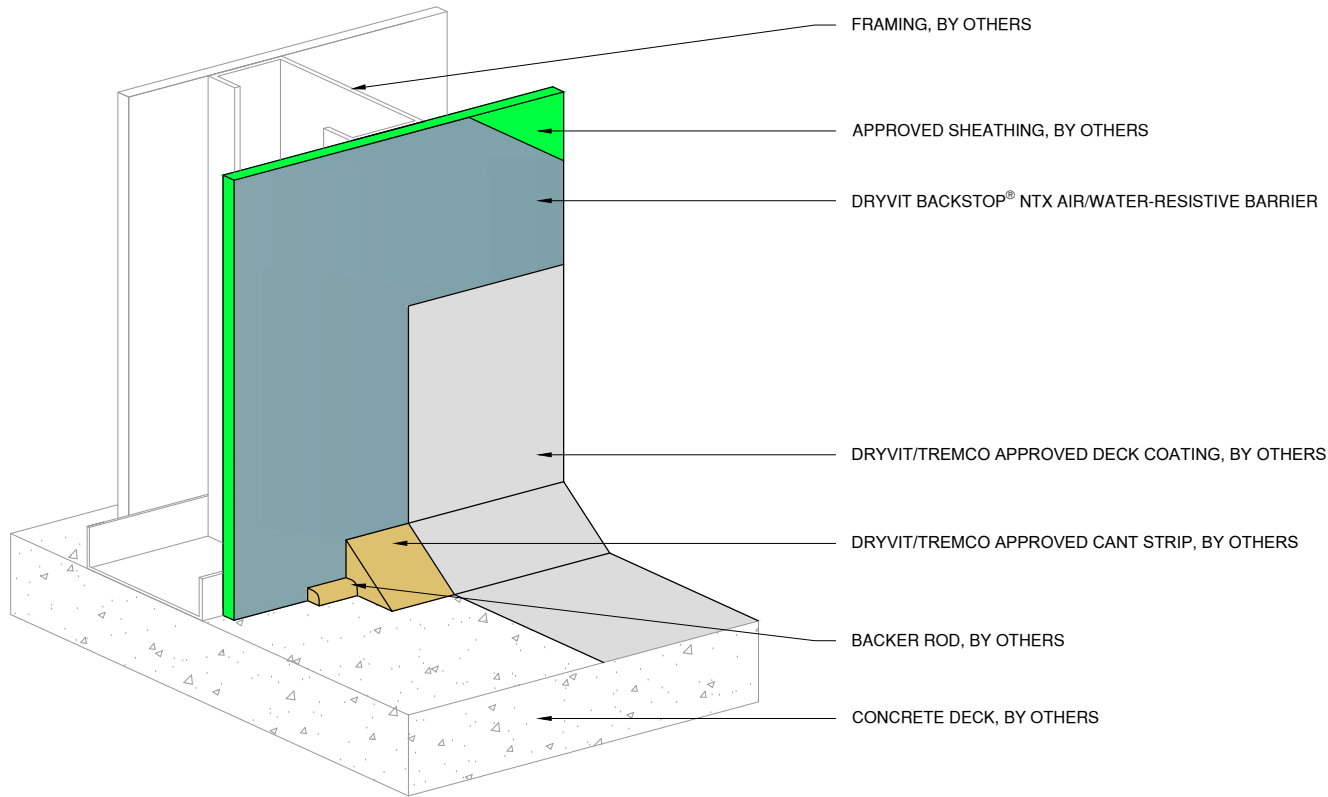 FRAMING, BY OTHERS
APPROVED SHEATHING, BY OTHERS
DRYVIT BACKSTOP® NTX AIR/WATER-RESISTIVE BARRIER
DRYVIT/TREMCO APPROVED DECK COATING, BY OTHERS
DRYVIT/TREMCO APPROVED CANT STRIP, BY OTHERS
BACKER ROD, BY OTHERS
CONCRETE DECK, BY OTHERS